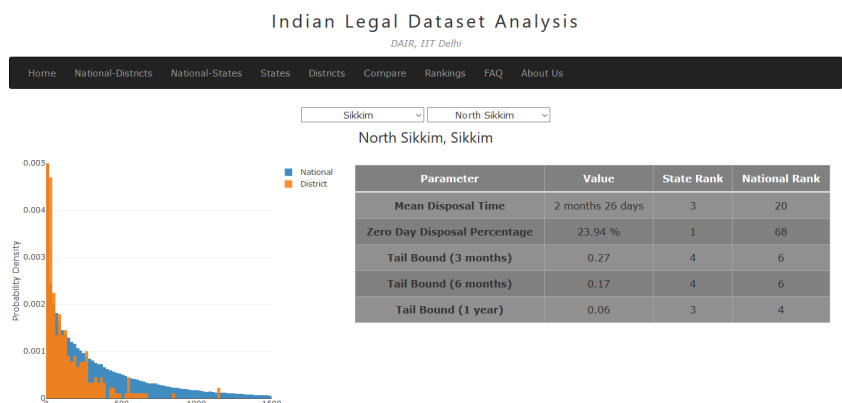 Indian Legal Dataset Analysis
DAIR, IIT Delhi
Home National-Districts National-States States Districts Compare Rankings FAQ About Us
Sikkim North Sikkim
North Sikkim, Sikkim
National
District
0.005
0.004
0.003
0.002
0.001
0
Probability Density
0 500 1000 1500
Parameter Value State Rank National Rank
Mean Disposal Time 2 months 26 days 3 20
Zero Day Disposal Percentage 23.94 % 1 68
Tail Bound (3 months) 0.27 4 6
Tail Bound (6 months) 0.17 4 6
Tail Bound (1 year) 0.06 3 4